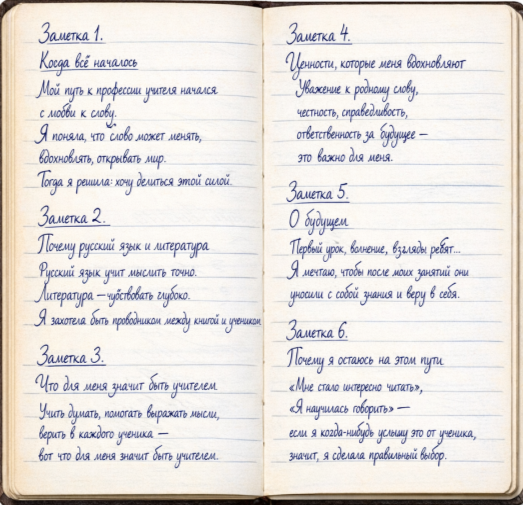 Заметка 1.
Когда всё началось
Мой путь к профессии учителя начался
с любви к слову.
Я поняла, что слово может менять,
вдохновлять, открывать мир.
Тогда я решила: хочу делиться этой силой.
Заметка 2.
Почему русский язык и литература
Русский язык учит мыслить точно.
Литература – чувствовать глубоко.
Я захотела быть проводником между книгой и учеником
Заметка 3.
Что для меня значит быть учителем
Учить думать, помогать выражать мысли,
верить в каждого ученика –
вот что для меня значит быть учителем.
Заметка 4.
Ценности, которые меня вдохновляют
Уважение к родному слову,
честность, справедливость,
ответственность за будущее –
это важно для меня.
Заметка 5.
О будущем
Первый урок, волнение, взгляды ребят...
Я мечтаю, чтобы после моих занятий они
уносили с собой знания и веру в себя.
Заметка 6.
Почему я остаюсь на этом пути
«Мне стало интересно читать»,
«Я научилась говорить» –
если я когда-нибудь услышу это от ученика,
значит, я сделала правильный выбор.